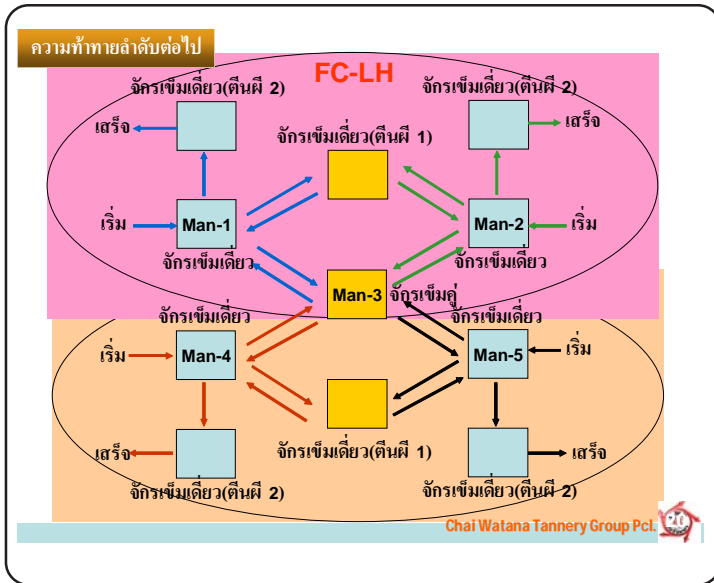 ความท้าทายลำดับต่อไป
FC-LH
จักรเข็มเดี่ยว(ตีนผี 2)
จักรเข็มเดี่ยว(ตีนผี 2)
เสร็จ
เสร็จ
จักรเข็มเดี่ยว(ตีนผี 1)
เริ่ม
Man-1
Man-2
เริ่ม
จักรเข็มเดี่ยว
จักรเข็มเดี่ยว
Man-3
จักรเข็มคู่
จักรเข็มเดี่ยว
จักรเข็มเดี่ยว
เริ่ม
Man-4
Man-5
เริ่ม
เสร็จ
จักรเข็มเดี่ยว(ตีนผี 1)
เสร็จ
จักรเข็มเดี่ยว(ตีนผี 2)
จักรเข็มเดี่ยว(ตีนผี 2)
Chai Watana Tannery Group Pcl.